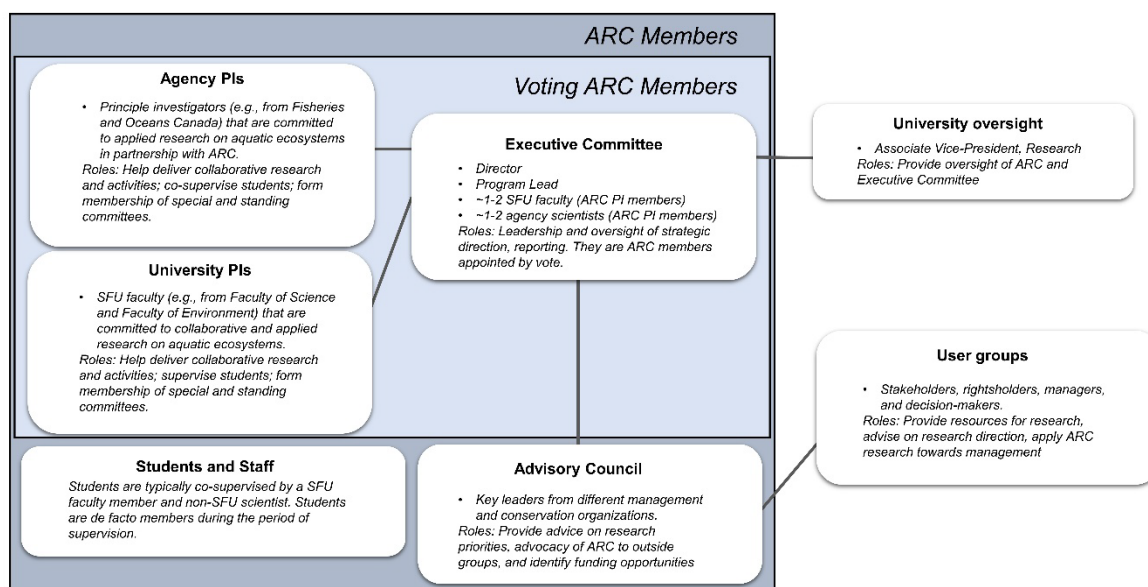 ARC Members
Voting ARC Members
Agency PIs
• Principle investigators (e.g., from Fisheries
and Oceans Canada) that are committed
to applied research on aquatic ecosystems
in partnership with ARC.
Roles: Help deliver collaborative research
and activities; co-supervise students; form
membership of special and standing
committees.
University PIs
• SFU faculty (e.g., from Faculty of Science
and Faculty of Environment) that are
committed to collaborative and applied
research on aquatic ecosystems.
Roles: Help deliver collaborative research
and activities; supervise students; form
membership of special and standing
committees.
Executive Committee
• Director
• Program Lead
• ~1-2 SFU faculty (ARC PI members)
• ~1-2 agency scientists (ARC PI members)
Roles: Leadership and oversight of strategic
direction, reporting. They are ARC members
appointed by vote.
University oversight
• Associate Vice-President, Research
Roles: Provide oversight of ARC and
Executive Committee
User groups
• Stakeholders, rightsholders, managers,
and decision-makers.
Roles: Provide resources for research,
advise on research direction, apply ARC
research towards management
Students and Staff
Students are typically co-supervised by a SFU
faculty member and non-SFU scientist. Students
are de facto members during the period of
supervision.
Advisory Council
• Key leaders from different management
and conservation organizations.
Roles: Provide advice on research
priorities, advocacy of ARC to outside
groups, and identify funding opportunities